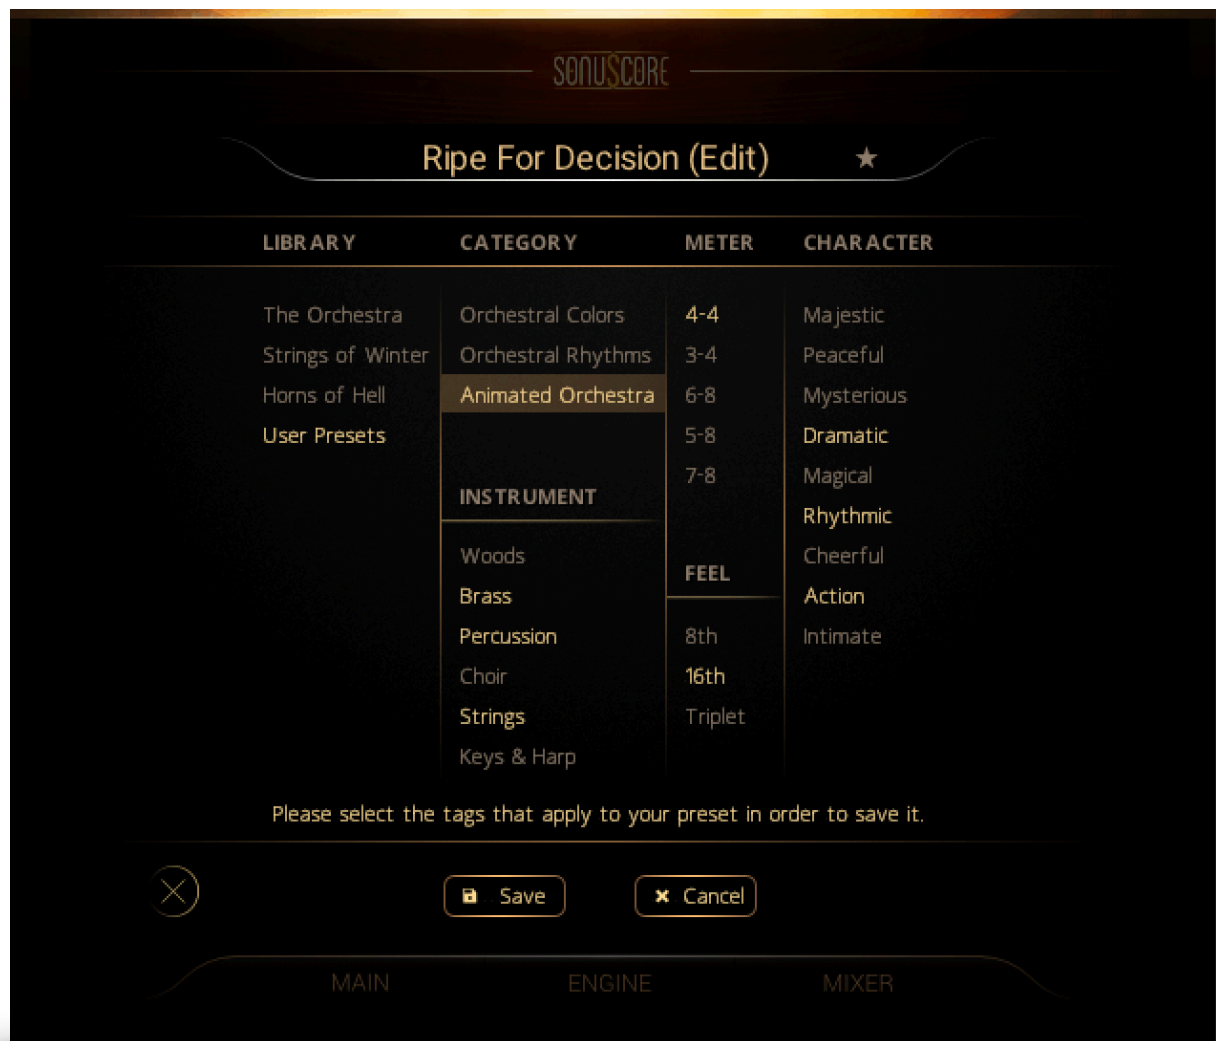 SONUSCORE
Ripe For Decision (Edit)
LIBRARY
CATEGORY
METER
CHARACTER
The Orchestra
Strings of Winter
Horns of Hell
User Presets
Orchestral Colors
Orchestral Rhythms
Animated Orchestra
INSTRUMENT
Woods
Brass
Percussion
Choir
Strings
Keys & Harp
4-4
3-4
6-8
5-8
7-8
FEEL
8th
16th
Triplet
Majestic
Peaceful
Mysterious
Dramatic
Magical
Rhythmic
Cheerful
Action
Intimate
Please select the tags that apply to your preset in order to save it.
Save
Cancel
MAIN
ENGINE
MIXER